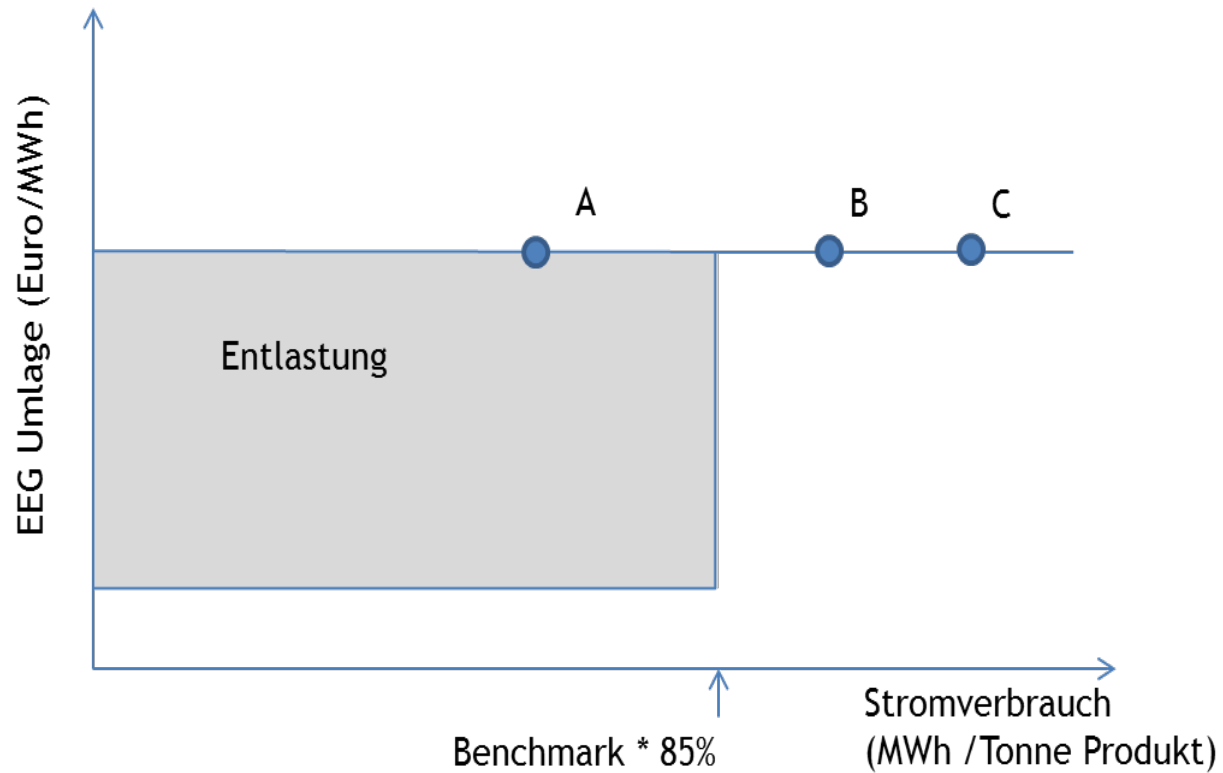 EEG Umlage (Euro/MWh)
A
B
C
Entlastung
Benchmark * 85%
Stromverbrauch
(MWh /Tonne Produkt)